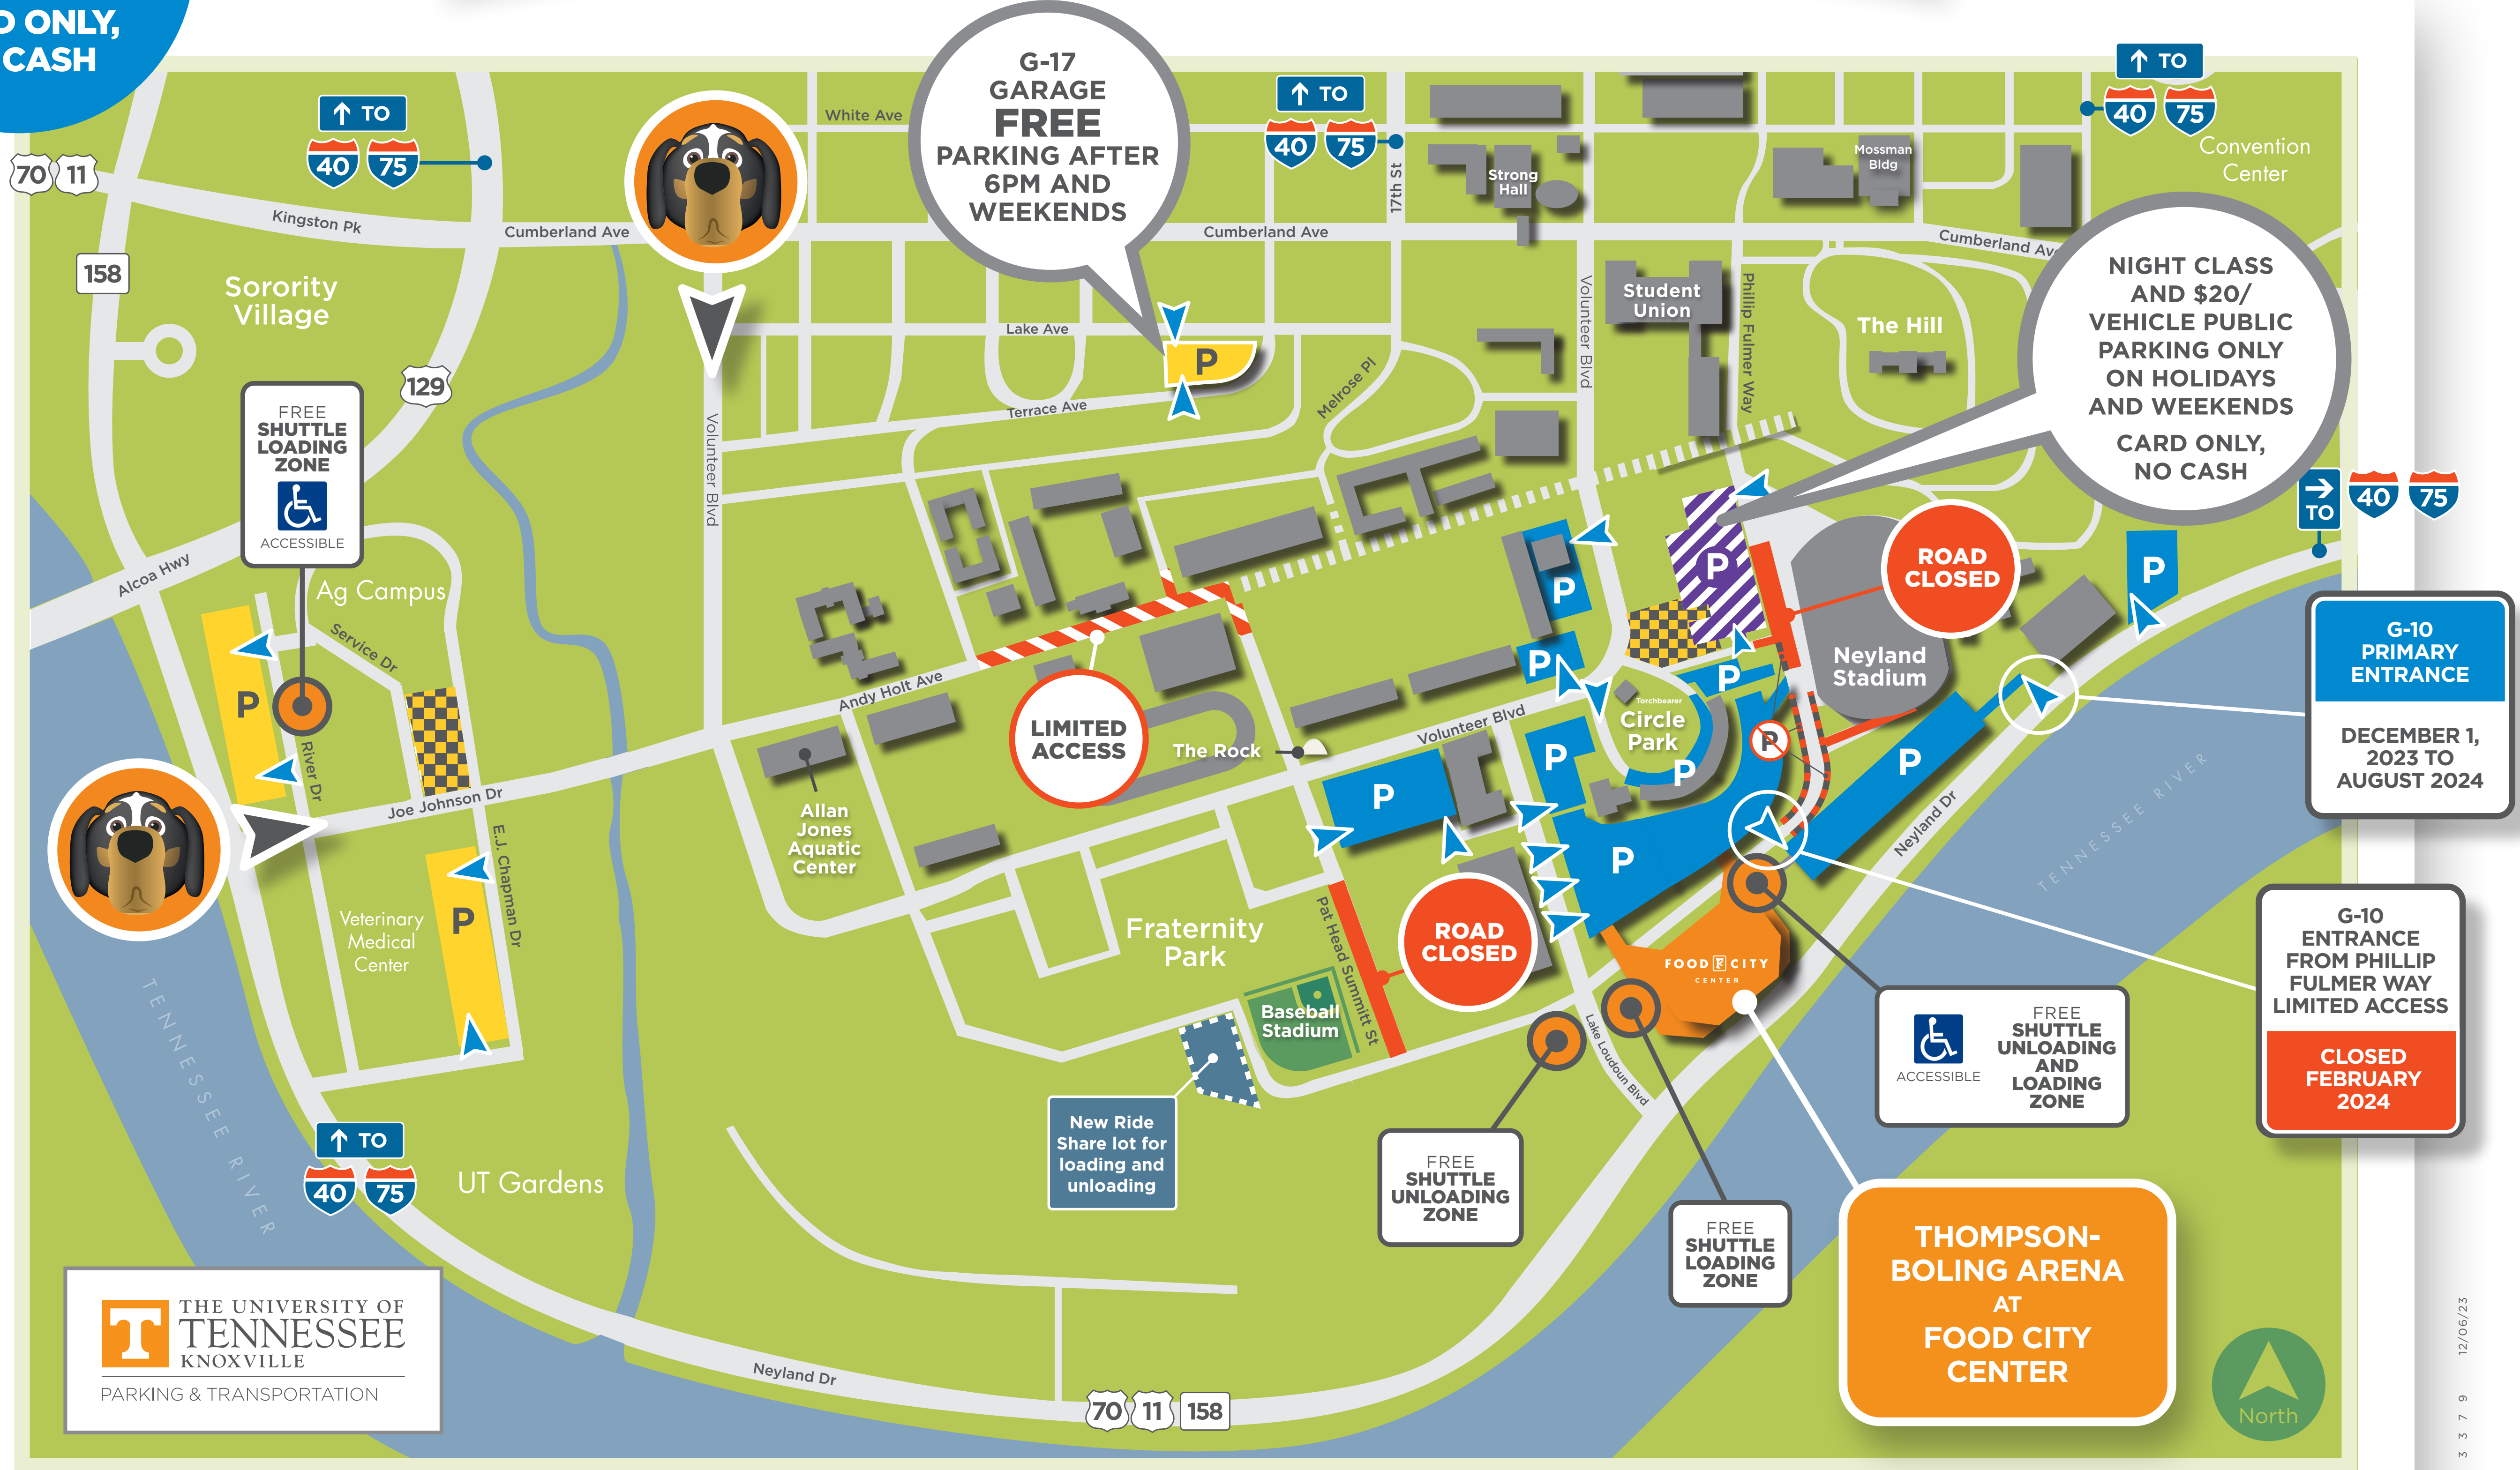 D ONLY,
CASH
TO
40 75
70 11
158
Kingston Pk
Cumberland Ave
White Ave
G-17
GARAGE
FREE
PARKING AFTER
6PM AND
WEEKENDS
TO
40 75
17th St
Strong
Hall
Mossman
Bldg
TO
40 75
Convention
Center
Cumberland Ave
Cumberland Av
Sorority
Village
129
Lake Ave
P
Terrace Ave
Melrose Pl
Volunteer Blvd
Volunteer Blvd
Student
Union
Phillip Fulmer Way
The Hill
NIGHT CLASS
AND $20/
VEHICLE PUBLIC
PARKING ONLY
ON HOLIDAYS
AND WEEKENDS
CARD ONLY,
NO CASH
TO
40 75
FREE
SHUTTLE
LOADING
ZONE
ACCESSIBLE
Alcoa Hwy
Ag Campus
Service Dr
P
River Dr
Joe Johnson Dr
E.J. Chapman Dr
P
Veterinary
Medical
Center
Andy Holt Ave
LIMITED
ACCESS
The Rock
Allan
Jones
Aquatic
Center
Volunteer Blvd
P
P
P
P
P
P
P
P
P
P
P
Torchbearer
Circle
Park
ROAD
CLOSED
Neyland
Stadium
G-10
PRIMARY
ENTRANCE
DECEMBER 1,
2023 TO
AUGUST 2024
Neyland Dr
TENNESSEE RIVER
Fraternity
Park
Pat Head Summitt St
ROAD
CLOSED
Baseball
Stadium
FOOD CITY
CENTER
Lake Loudoun Blvd
G-10
ENTRANCE
FROM PHILLIP
FULMER WAY
LIMITED ACCESS
CLOSED
FEBRUARY
2024
ACCESSIBLE
FREE
SHUTTLE
UNLOADING
AND
LOADING
ZONE
New Ride
Share lot for
loading and
unloading
FREE
SHUTTLE
UNLOADING
ZONE
FREE
SHUTTLE
LOADING
ZONE
THOMPSON-
BOLING ARENA
AT
FOOD CITY
CENTER
TENNESSEE RIVER
TO
40 75
UT Gardens
Neyland Dr
70 11 158
T THE UNIVERSITY OF
TENNESSEE
KNOXVILLE
PARKING & TRANSPORTATION
North
33379 12/06/23